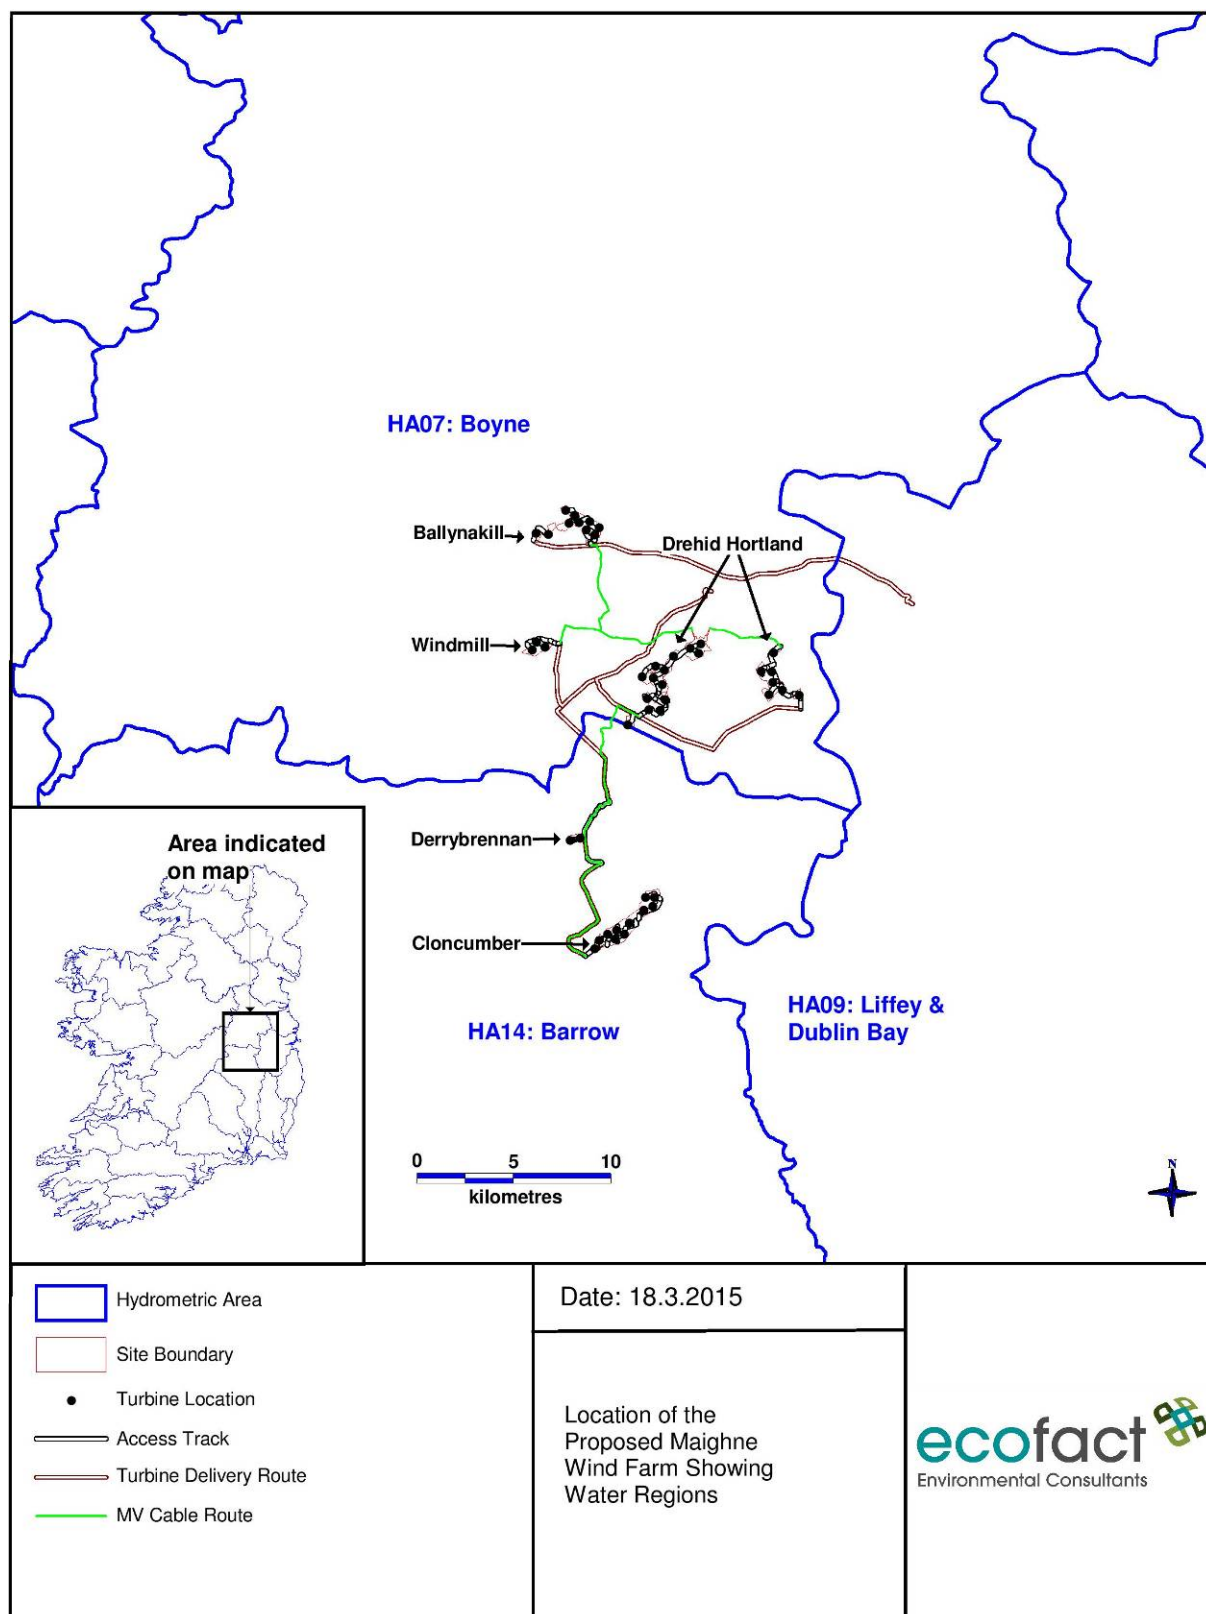 HA07: Boyne
Ballynakill
Drehid Hortland
Windmill
Derrybrennan
Area indicated
on map
Cloncumber
HA09: Liffey &
Dublin Bay
HA14: Barrow
0 5 10
kilometres
N
Hydrometric Area
Site Boundary
Turbine Location
Access Track
Turbine Delivery Route
MV Cable Route
Date: 18.3.2015
Location of the
Proposed Maighne
Wind Farm Showing
Water Regions
ecofact
Environmental Consultants